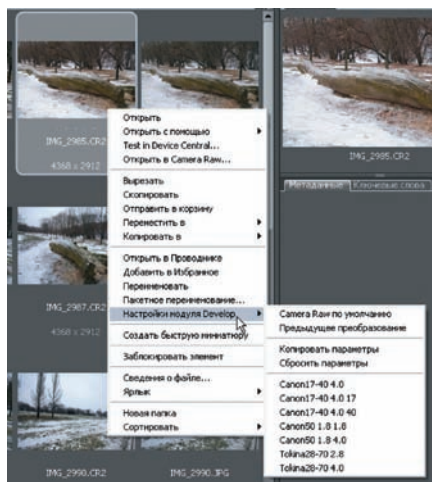 IMG_2985.CR2
4368 x 2912
IMG_2985.CR2
Метаданные
Ключевые слова
Открыть
Открыть с помощью
Test in Device Central...
Открыть в Camera Raw...
Вырезать
Скопировать
Отправить в корзину
Переместить в
Копировать в
Открыть в Проводнике
Добавить в Избранное
Переименовать
Пакетное переименование...
Настройки модуля Develop
Создать быструю миниатюру
Заблокировать элемент
Сведения о файле...
Ярлык
Новая папка
Сортировать
Camera Raw по умолчанию
Предыдущее преобразование
Копировать параметры
Сбросить параметры
Canon17-40 4.0
Canon17-40 4.0 17
Canon17-40 4.0 40
Canon50 1.8 1.8
Canon50 1.8 4.0
Tokina28-70 2.8
Tokina28-70 4.0
IMG_2987.CR2
4368 x 2912
IMG_2990.CR2
IMG_2990.JPG